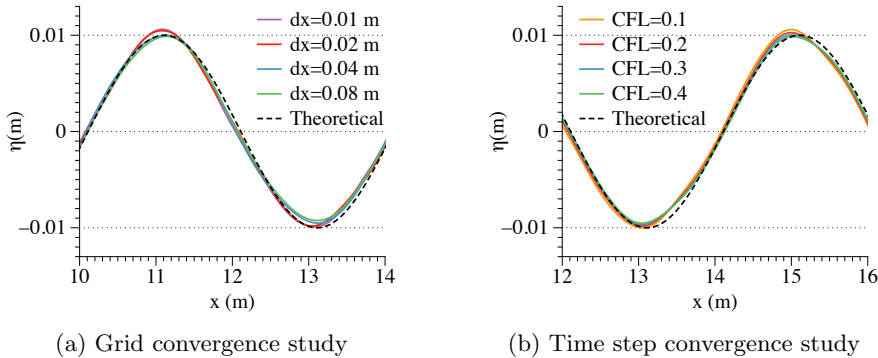 0.01
0
−0.01
η(m)
dx=0.01 m
dx=0.02 m
dx=0.04 m
dx=0.08 m
Theoretical
10 11 12 13 14
x (m)
(a) Grid convergence study
0.01
0
−0.01
η(m)
CFL=0.1
CFL=0.2
CFL=0.3
CFL=0.4
Theoretical
12 13 14 15 16
x (m)
(b) Time step convergence study